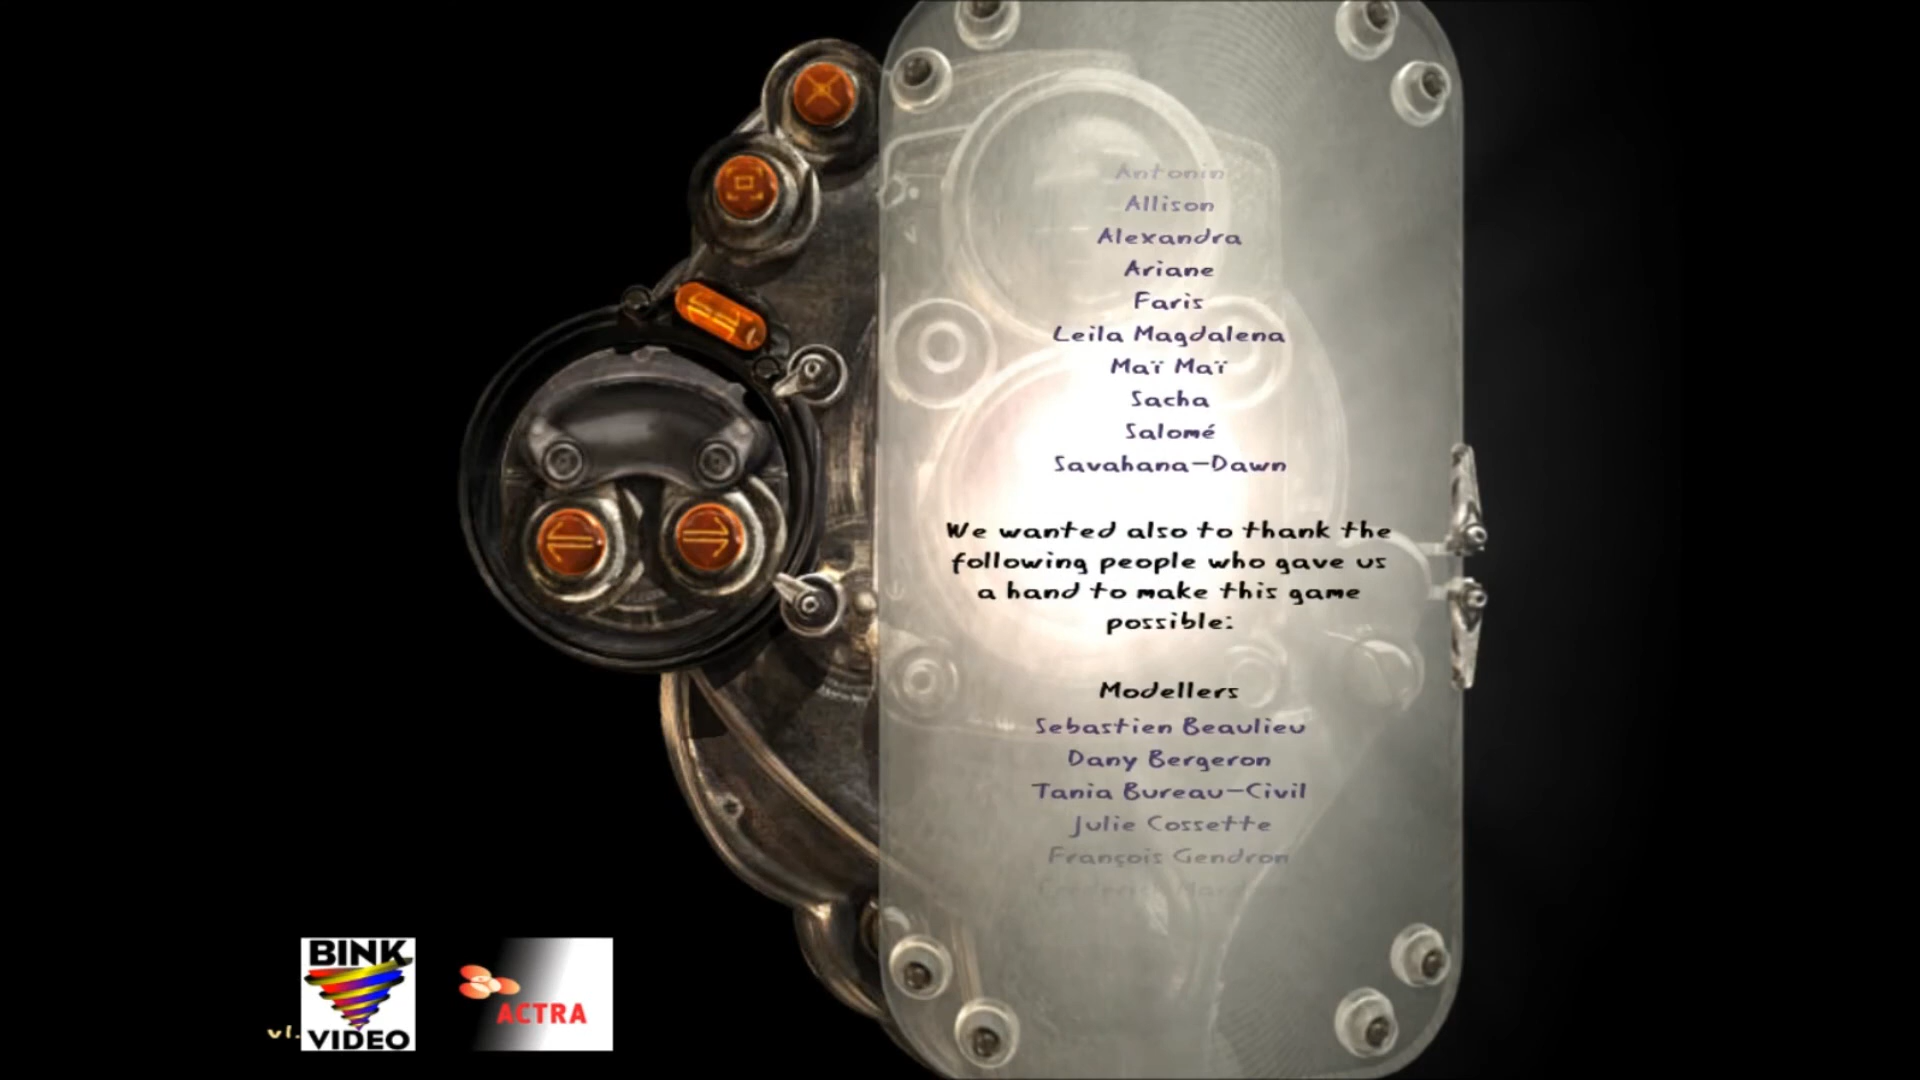 Antonin
Allison
Alexandra
Ariane
Faris
Leila Magdalena
Maï Maï
Sacha
Salomé
Savahana-Dawn
We wanted also to thank the
following people who gave us
a hand to make this game
possible:
Modellers
Sebastien Beaulieu
Dany Bergeron
Tania Bureau-Civil
Julie Cossette
François Gendron
v1.
BINK
VIDEO
ACTRA